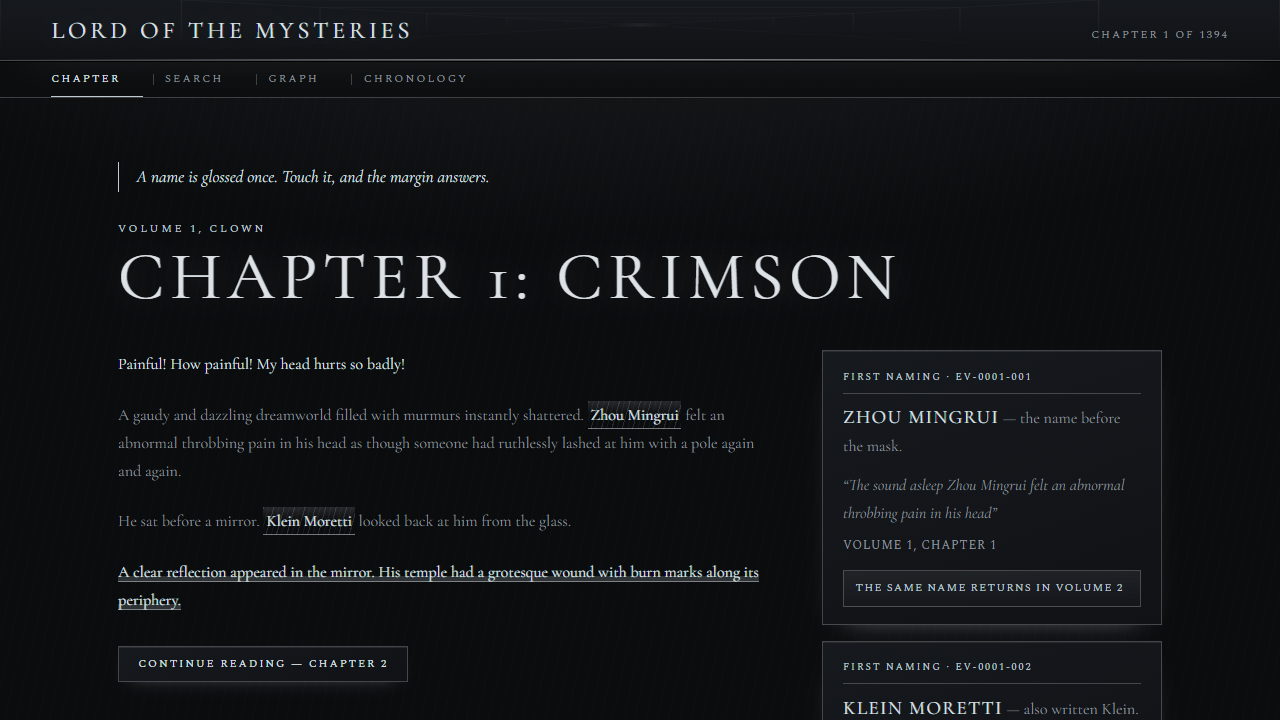 LORD OF THE MYSTERIES
CHAPTER 1 OF 1394
CHAPTER
SEARCH
GRAPH
CHRONOLOGY
A name is glossed once. Touch it, and the margin answers.
VOLUME 1, CLOWN
CHAPTER 1: CRIMSON
Painful! How painful! My head hurts so badly!
A gaudy and dazzling dreamworld filled with murmurs instantly shattered. Zhou Mingrui felt an
abnormal throbbing pain in his head as though someone had ruthlessly lashed at him with a pole again
and again.
He sat before a mirror. Klein Moretti looked back at him from the glass.
A clear reflection appeared in the mirror. His temple had a grotesque wound with burn marks along its
periphery.
CONTINUE READING — CHAPTER 2
FIRST NAMING · EV-0001-001
ZHOU MINGRUI — the name before
the mask.
“The sound asleep Zhou Mingrui felt an abnormal
throbbing pain in his head”
VOLUME 1, CHAPTER 1
THE SAME NAME RETURNS IN VOLUME 2
FIRST NAMING · EV-0001-002
KLEIN MORETTI — also written Klein.